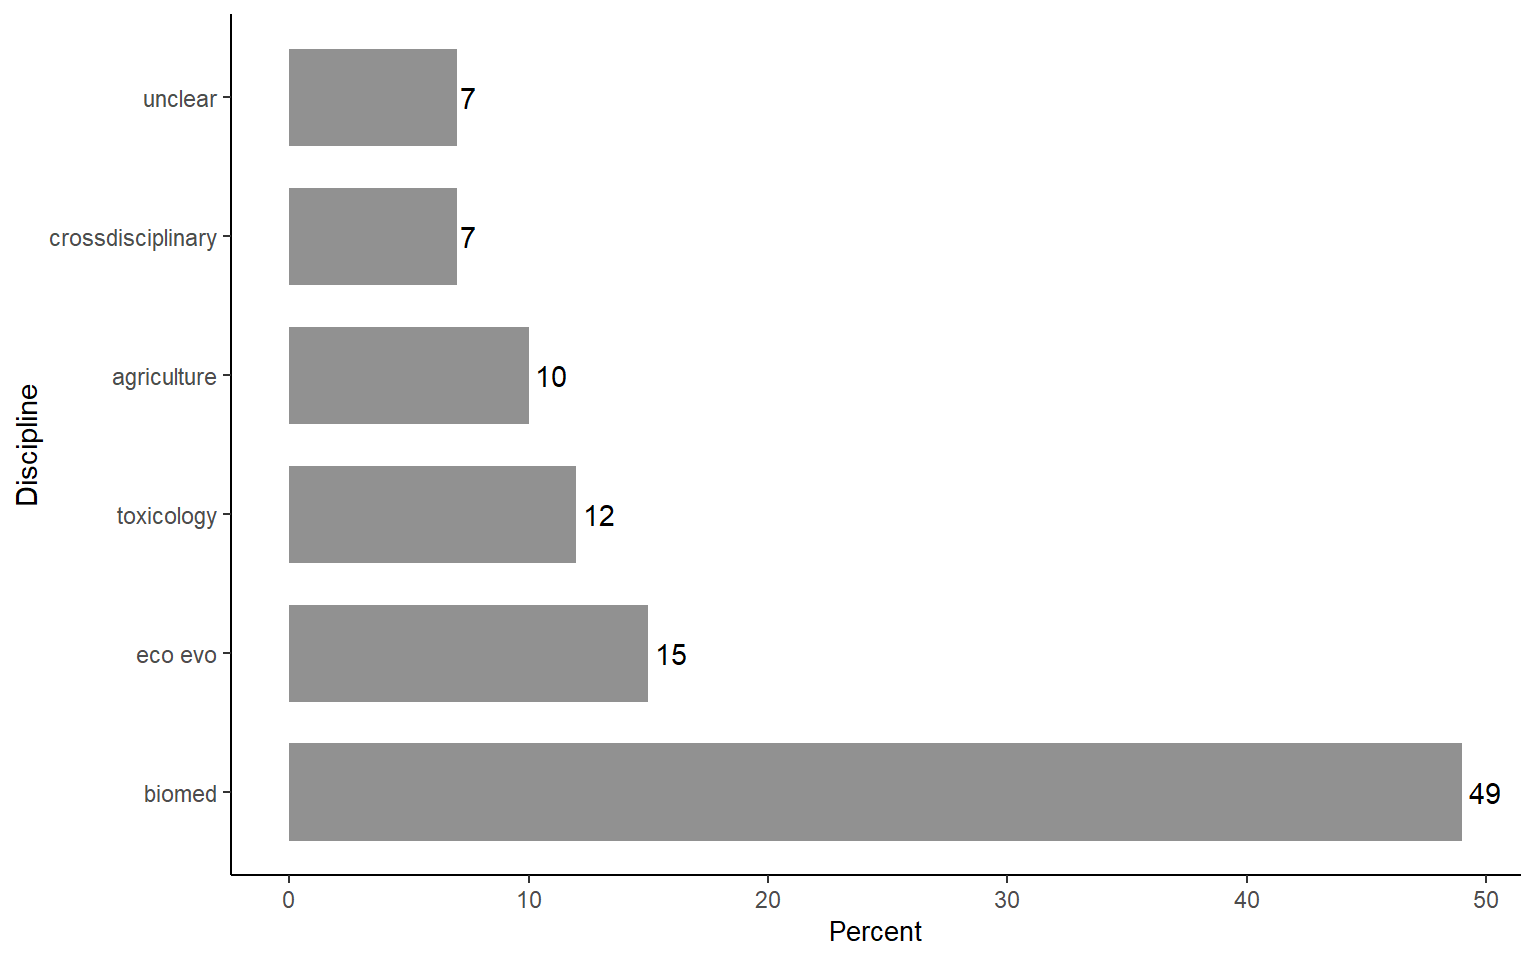 Discipline
unclear 7
crossdisciplinary 7
agriculture 10
toxicology 12
eco evo 15
biomed 49
0 10 20 30 40 50
Percent